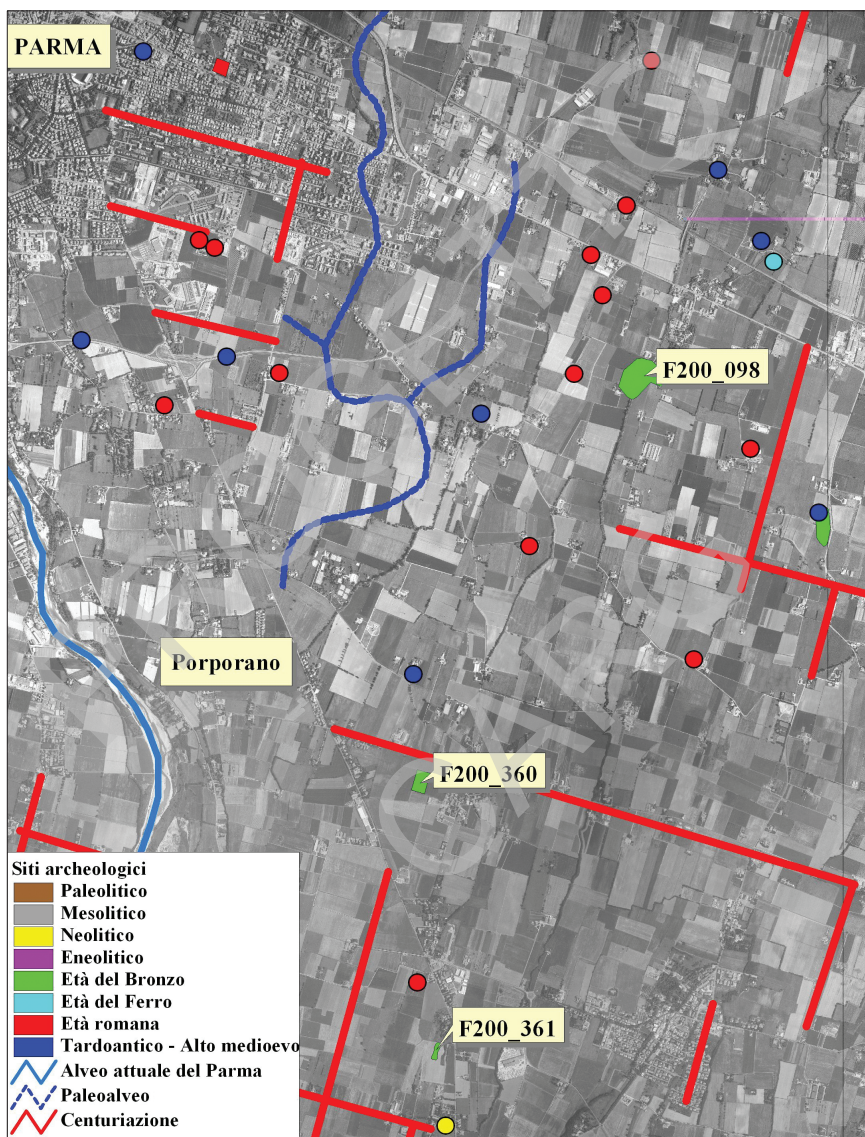 PARMA
F200_098
Porporano
F200_360
F200_361
Siti archeologici
Paleolitico
Mesolitico
Neolitico
Eneolitico
Età del Bronzo
Età del Ferro
Età romana
Tardoantico - Alto medioevo
Alveo attuale del Parma
Paleoalveo
Centuriazione